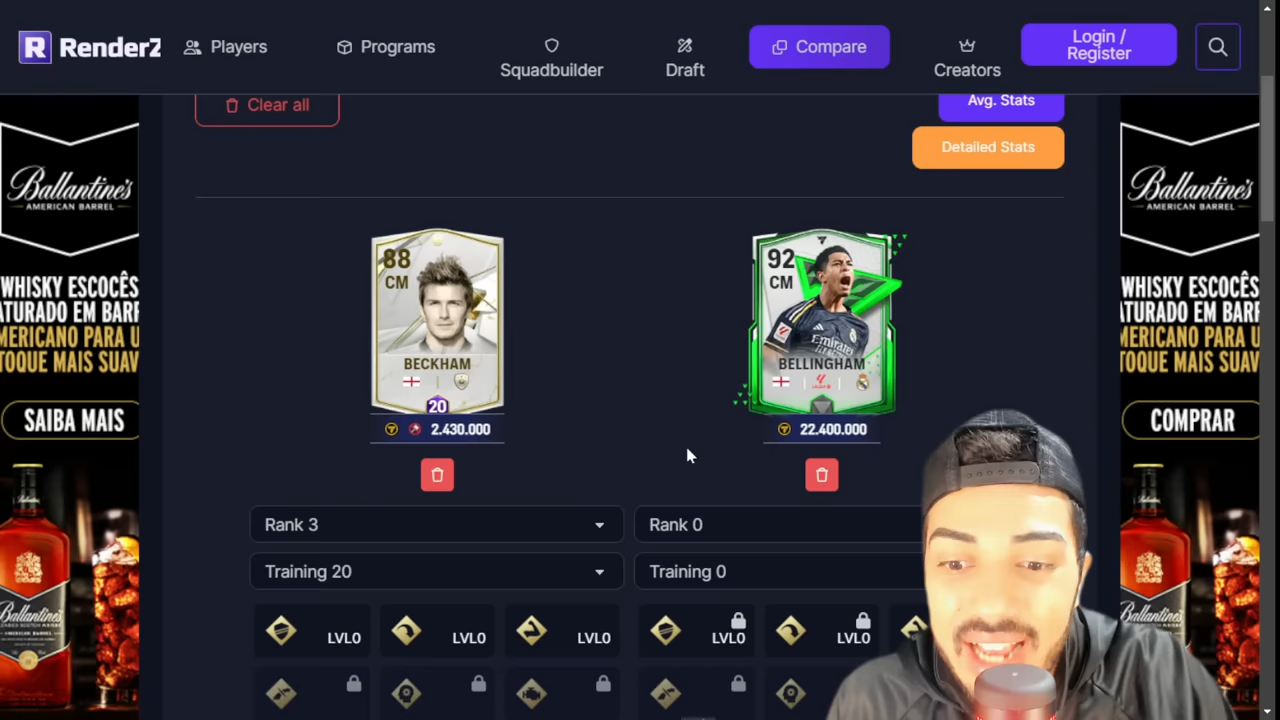 R RenderZ
Players
Programs
Squadbuilder
Draft
Compare
Creators
Login /
Register
Clear all
Avg. Stats
Detailed Stats
Ballantine's
AMERICAN BARREL
WHISKY ESCOCÊS
ATURADO EM BARR
MERICANO PARA U
TOQUE MAIS SUAV
SAIBA MAIS
88
CM
BECKHAM
20
2.430.000
92
CM
BELLINGHAM
22.400.000
Rank 3
Training 20
LVL0
LVL0
LVL0
Rank 0
Training 0
LVL0
LVL0
Ballantine's
AMERICAN BARREL
WHISKY ESCOCÊS
ATURADO EM BARR
MERICANO PARA U
TOQUE MAIS SUAV
COMPRAR